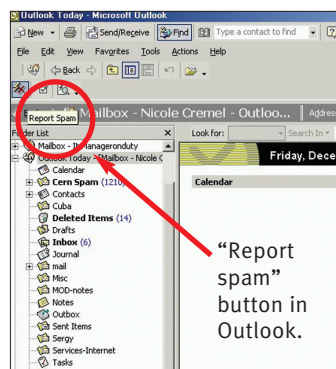 Outlook Today - Microsoft Outlook
New Send/Receive Find Type a contact to find
File Edit View Favorites Tools Actions Help
Back
Report Spam
Mailbox - Nicole Cremel - Outloo... Address
Folder List X Look for: Search In
Mailbox - ITManageronduty
Outlook Today - [Mailbox - Nicole C
Friday, Dece
Calendar
Calendar
Cern Spam (1210)
Contacts
Cuba
Deleted Items (14)
Drafts
Inbox (6)
Journal
mail
Misc
MOD-notes
Notes
Outbox
Sent Items
Sergy
Services-Internet
Tasks
“Report
spam”
button in
Outlook.